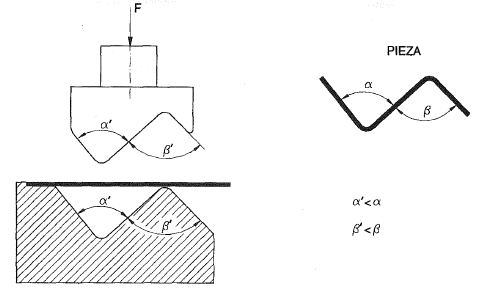 F
PIEZA
α' β'
α β
α' β'
α' < α
β' < β